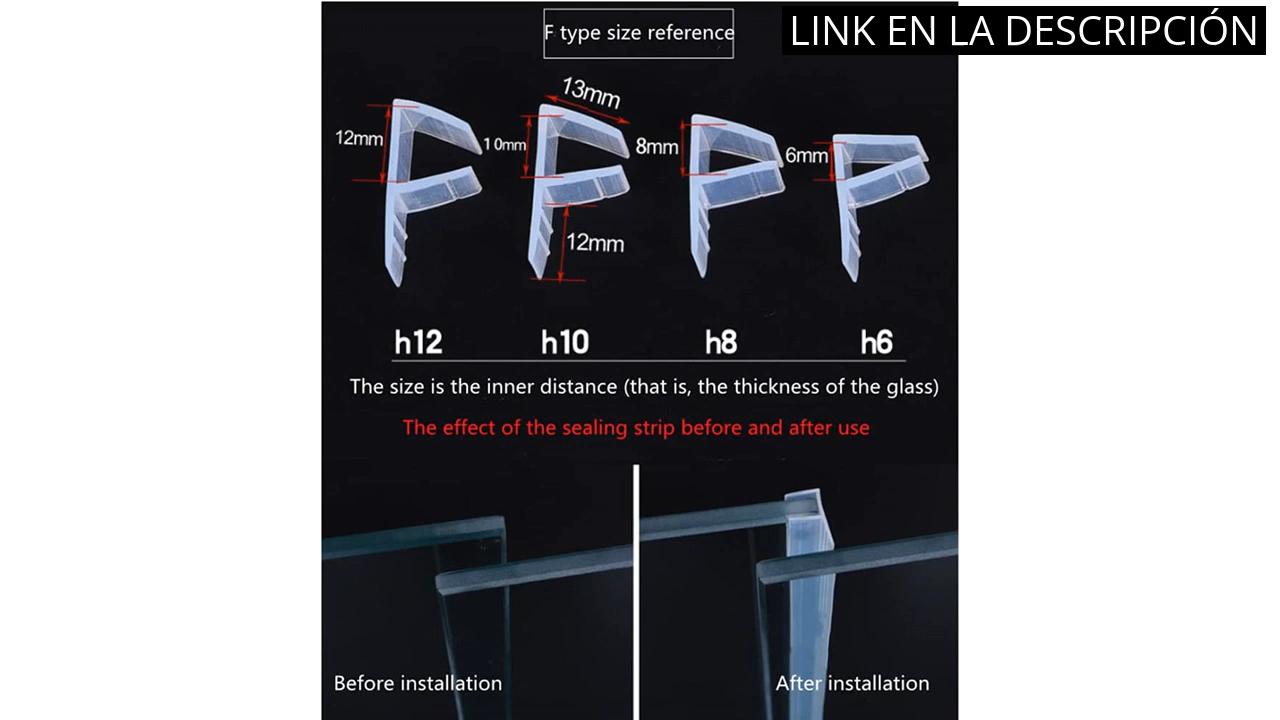 F type size reference
LINK EN LA DESCRIPCIÓN
13mm
12mm
10mm
8mm
6mm
12mm
h12
h10
h8
h6
The size is the inner distance (that is, the thickness of the glass)
The effect of the sealing strip before and after use
Before installation
After installation